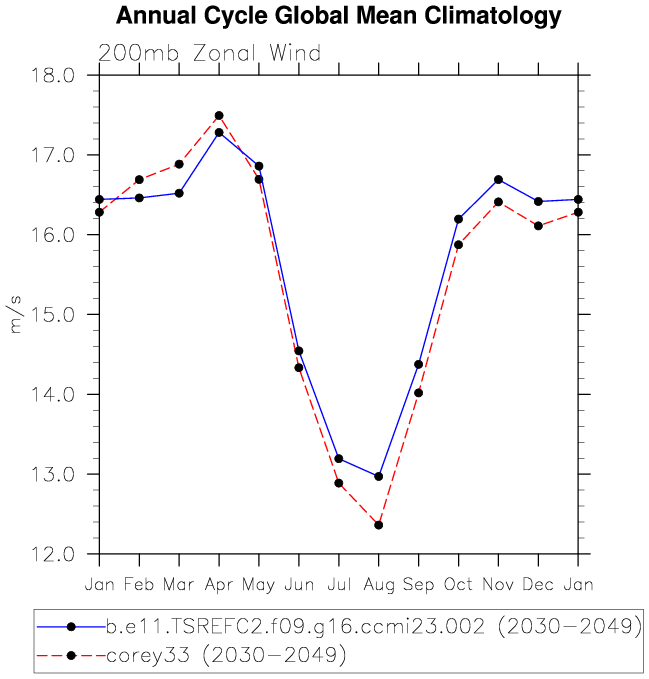 Annual Cycle Global Mean Climatology
200mb Zonal Wind
18.0
17.0
16.0
15.0
14.0
13.0
12.0
m/s
Jan Feb Mar Apr May Jun Jul Aug Sep Oct Nov Dec Jan
b.e11.TSREFC2.f09.g16.ccmi23.002 (2030-2049)
corey33 (2030-2049)